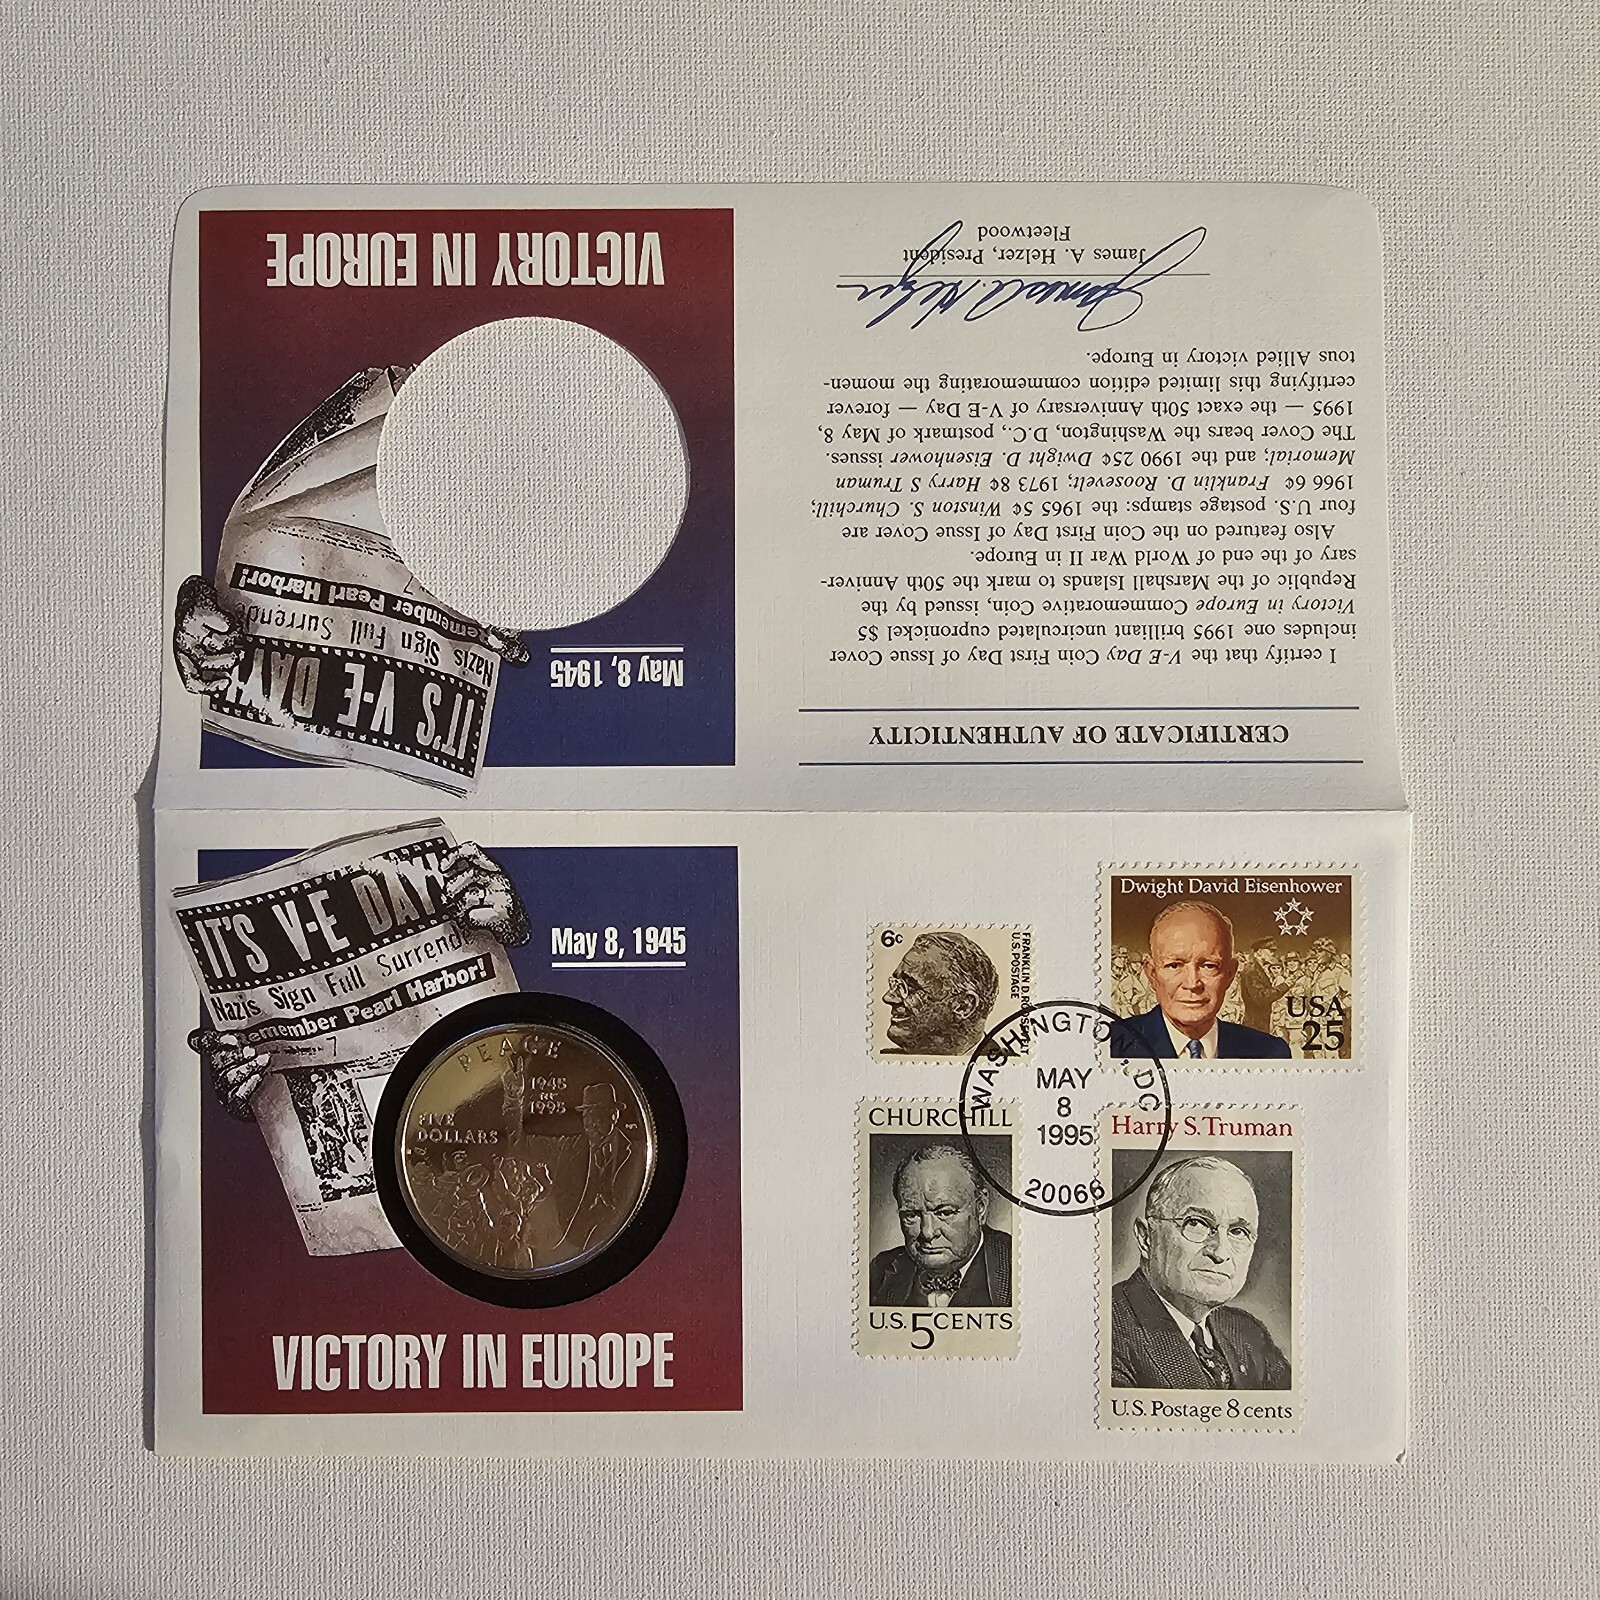 CERTIFICATE OF AUTHENTICITY
I certify that the V-E Day Coin First Day of Issue Cover
includes one 1995 brilliant uncirculated cupronickel $5
Victory in Europe Commemorative Coin, issued by the
Republic of the Marshall Islands to mark the 50th Anniver-
sary of the end of World War II in Europe.
Also featured on the Coin First Day of Issue Cover are
four U.S. postage stamps: the 1965 5¢ Winston S. Churchill;
1966 6¢ Franklin D. Roosevelt; 1973 8¢ Harry S Truman
Memorial; and the 1990 25¢ Dwight D. Eisenhower issues.
The Cover bears the Washington, D.C., postmark of May 8,
1995 — the exact 50th Anniversary of V-E Day — forever
certifying this limited edition commemorating the momen-
tous Allied victory in Europe.
James A. Helzer
James A. Helzer, President
Fleetwood
IT'S V-E DAY!
Nazis Sign Full Surrende
Remember Pearl Harbor!
May 8, 1945
VICTORY IN EUROPE
IT'S V-E DAY!
Nazis Sign Full Surrende
Remember Pearl Harbor!
May 8, 1945
PEACE
1945
1995
FIVE
DOLLARS
VICTORY IN EUROPE
6c
FRANKLIN D. ROOSEVELT
U.S. POSTAGE
Dwight David Eisenhower
USA
25
WASHINGTON, DC
MAY
8
1995
20066
CHURCHILL
U.S. 5 CENTS
Harry S. Truman
U.S. Postage 8 cents